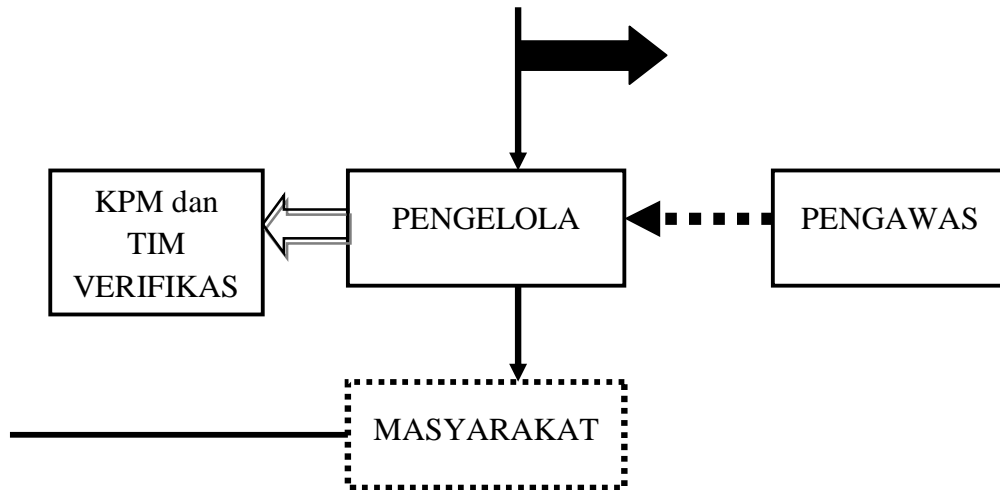 KPM dan
TIM
VERIFIKAS
PENGELOLA
PENGAWAS
MASYARAKAT